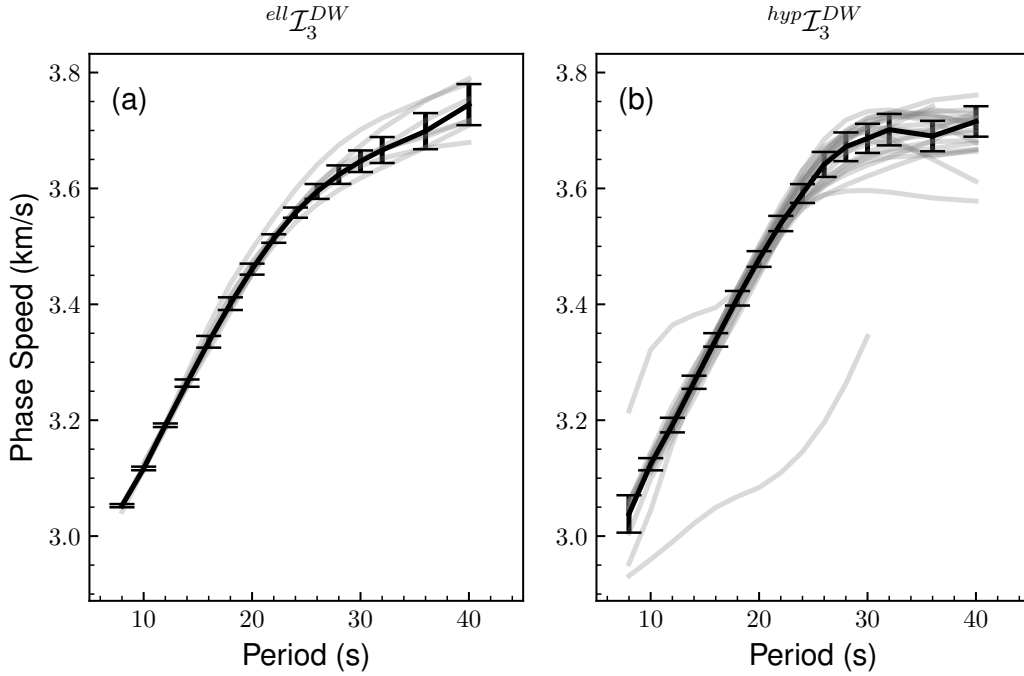 ellI₃ᴰᵂ hypI₃ᴰᵂ
(a) (b)
3.8 3.8
3.6 3.6
3.4 3.4
3.2 3.2
3.0 3.0
Phase Speed (km/s)
10 20 30 40 10 20 30 40
Period (s) Period (s)